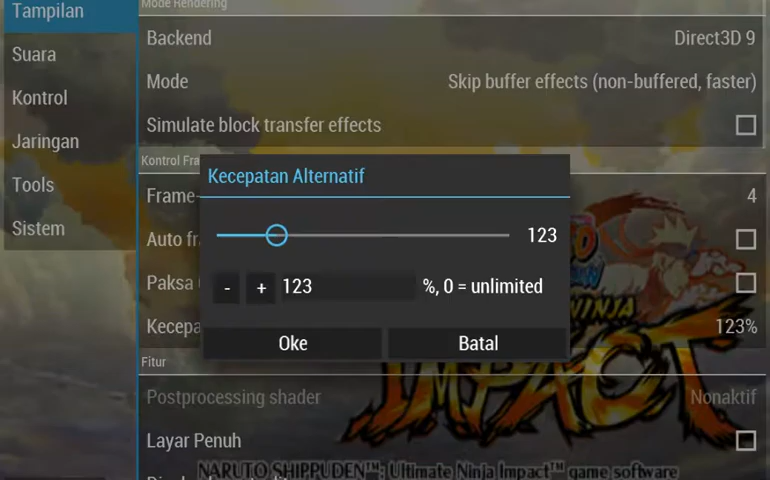 Mode Rendering
Tampilan
Backend
Direct3D 9
Suara
Mode
Skip buffer effects (non-buffered, faster)
Kontrol
Simulate block transfer effects
Jaringan
Kontrol Fra
Kecepatan Alternatif
Tools
Frame-
4
Sistem
Auto fr
123
Paksa
- + 123 %, 0 = unlimited
Kecepa
123%
Oke
Batal
Fitur
NINJA
IMPACT
Postprocessing shader
Nonaktif
Layar Penuh
NARUTO SHIPPUDEN™: Ultimate Ninja Impact™ game software